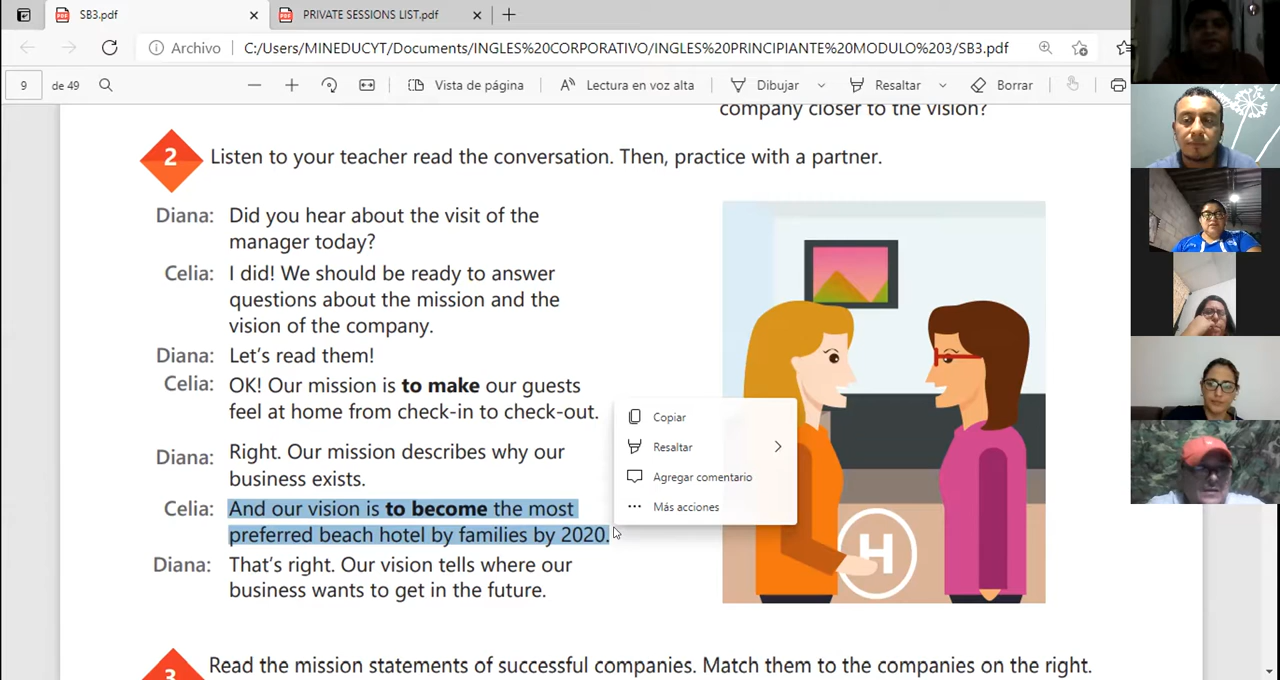 SB3.pdf
PRIVATE SESSIONS LIST.pdf
Archivo
C:/Users/MINEDUCYT/Documents/INGLES%20CORPORATIVO/INGLES%20PRINCIPIANTE%20MODULO%203/SB3.pdf
9 de 49
Vista de página
Lectura en voz alta
Dibujar
Resaltar
Borrar
company closer to the vision?
2 Listen to your teacher read the conversation. Then, practice with a partner.
Diana: Did you hear about the visit of the
manager today?
Celia: I did! We should be ready to answer
questions about the mission and the
vision of the company.
Diana: Let's read them!
Celia: OK! Our mission is to make our guests
feel at home from check-in to check-out.
Diana: Right. Our mission describes why our
business exists.
Celia: And our vision is to become the most
preferred beach hotel by families by 2020.
Diana: That's right. Our vision tells where our
business wants to get in the future.
Copiar
Resaltar
Agregar comentario
Más acciones
H
3 Read the mission statements of successful companies. Match them to the companies on the right.